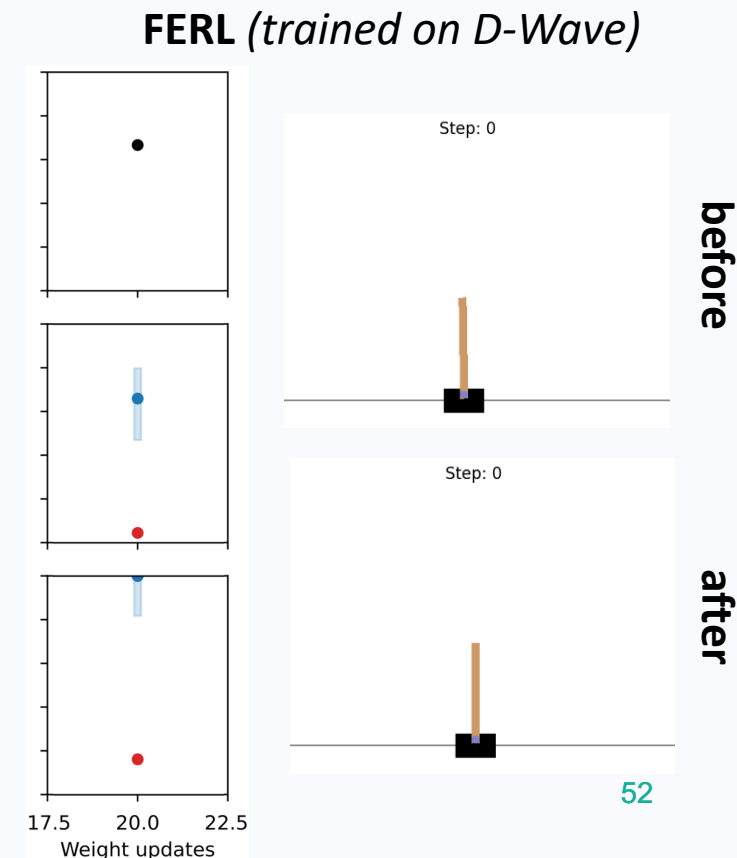 FERL (trained on D-Wave)
Step: 0
before
Step: 0
after
52
17.5 20.0 22.5
Weight updates